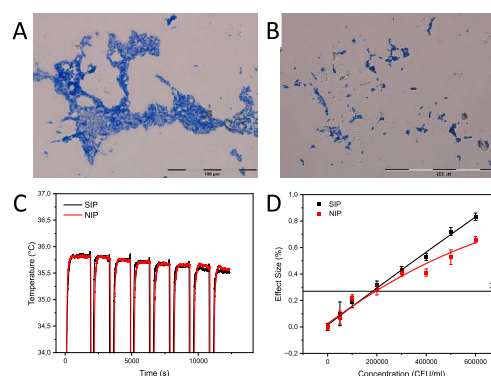 A
B
100 µm
C
SIP
NIP
37,0
36,5
36,0
35,5
35,0
34,5
34,0
Temperature (°C)
0
5000
10000
Time (s)
D
SIP
NIP
1,0
0,8
0,6
0,4
0,2
0,0
-0,2
Effect Size (%)
0
200000
400000
600000
Concentration (CFU/ml)